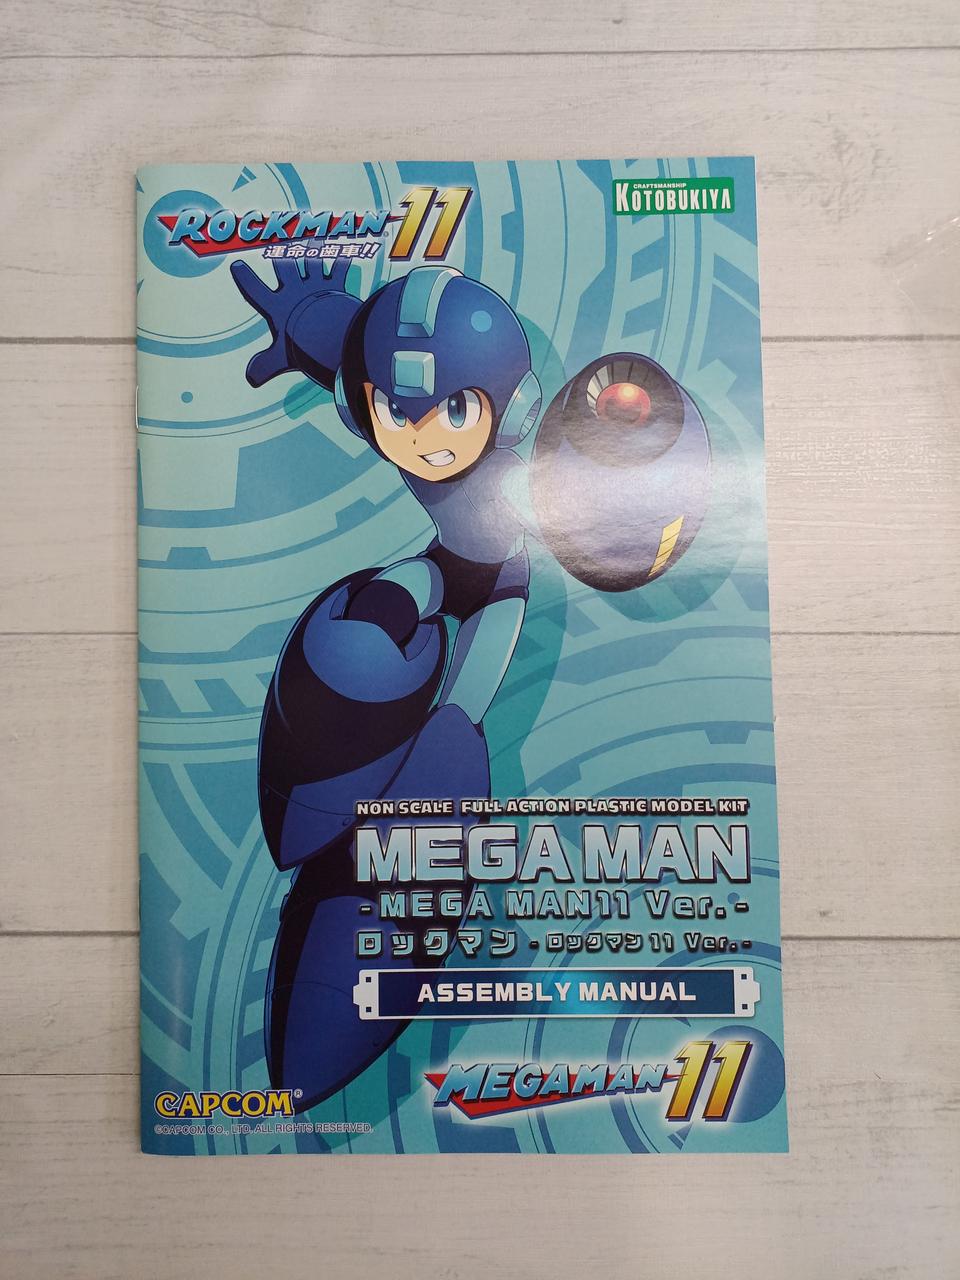 ROCKMAN 11
運命の歯車!!
CRAFTSMANSHIP
KOTOBUKIYA
NON SCALE FULL ACTION PLASTIC MODEL KIT
MEGA MAN
-MEGA MAN11 Ver.-
ロックマン -ロックマン11 Ver.-
ASSEMBLY MANUAL
MEGAMAN 11
CAPCOM®
©CAPCOM CO., LTD. ALL RIGHTS RESERVED.